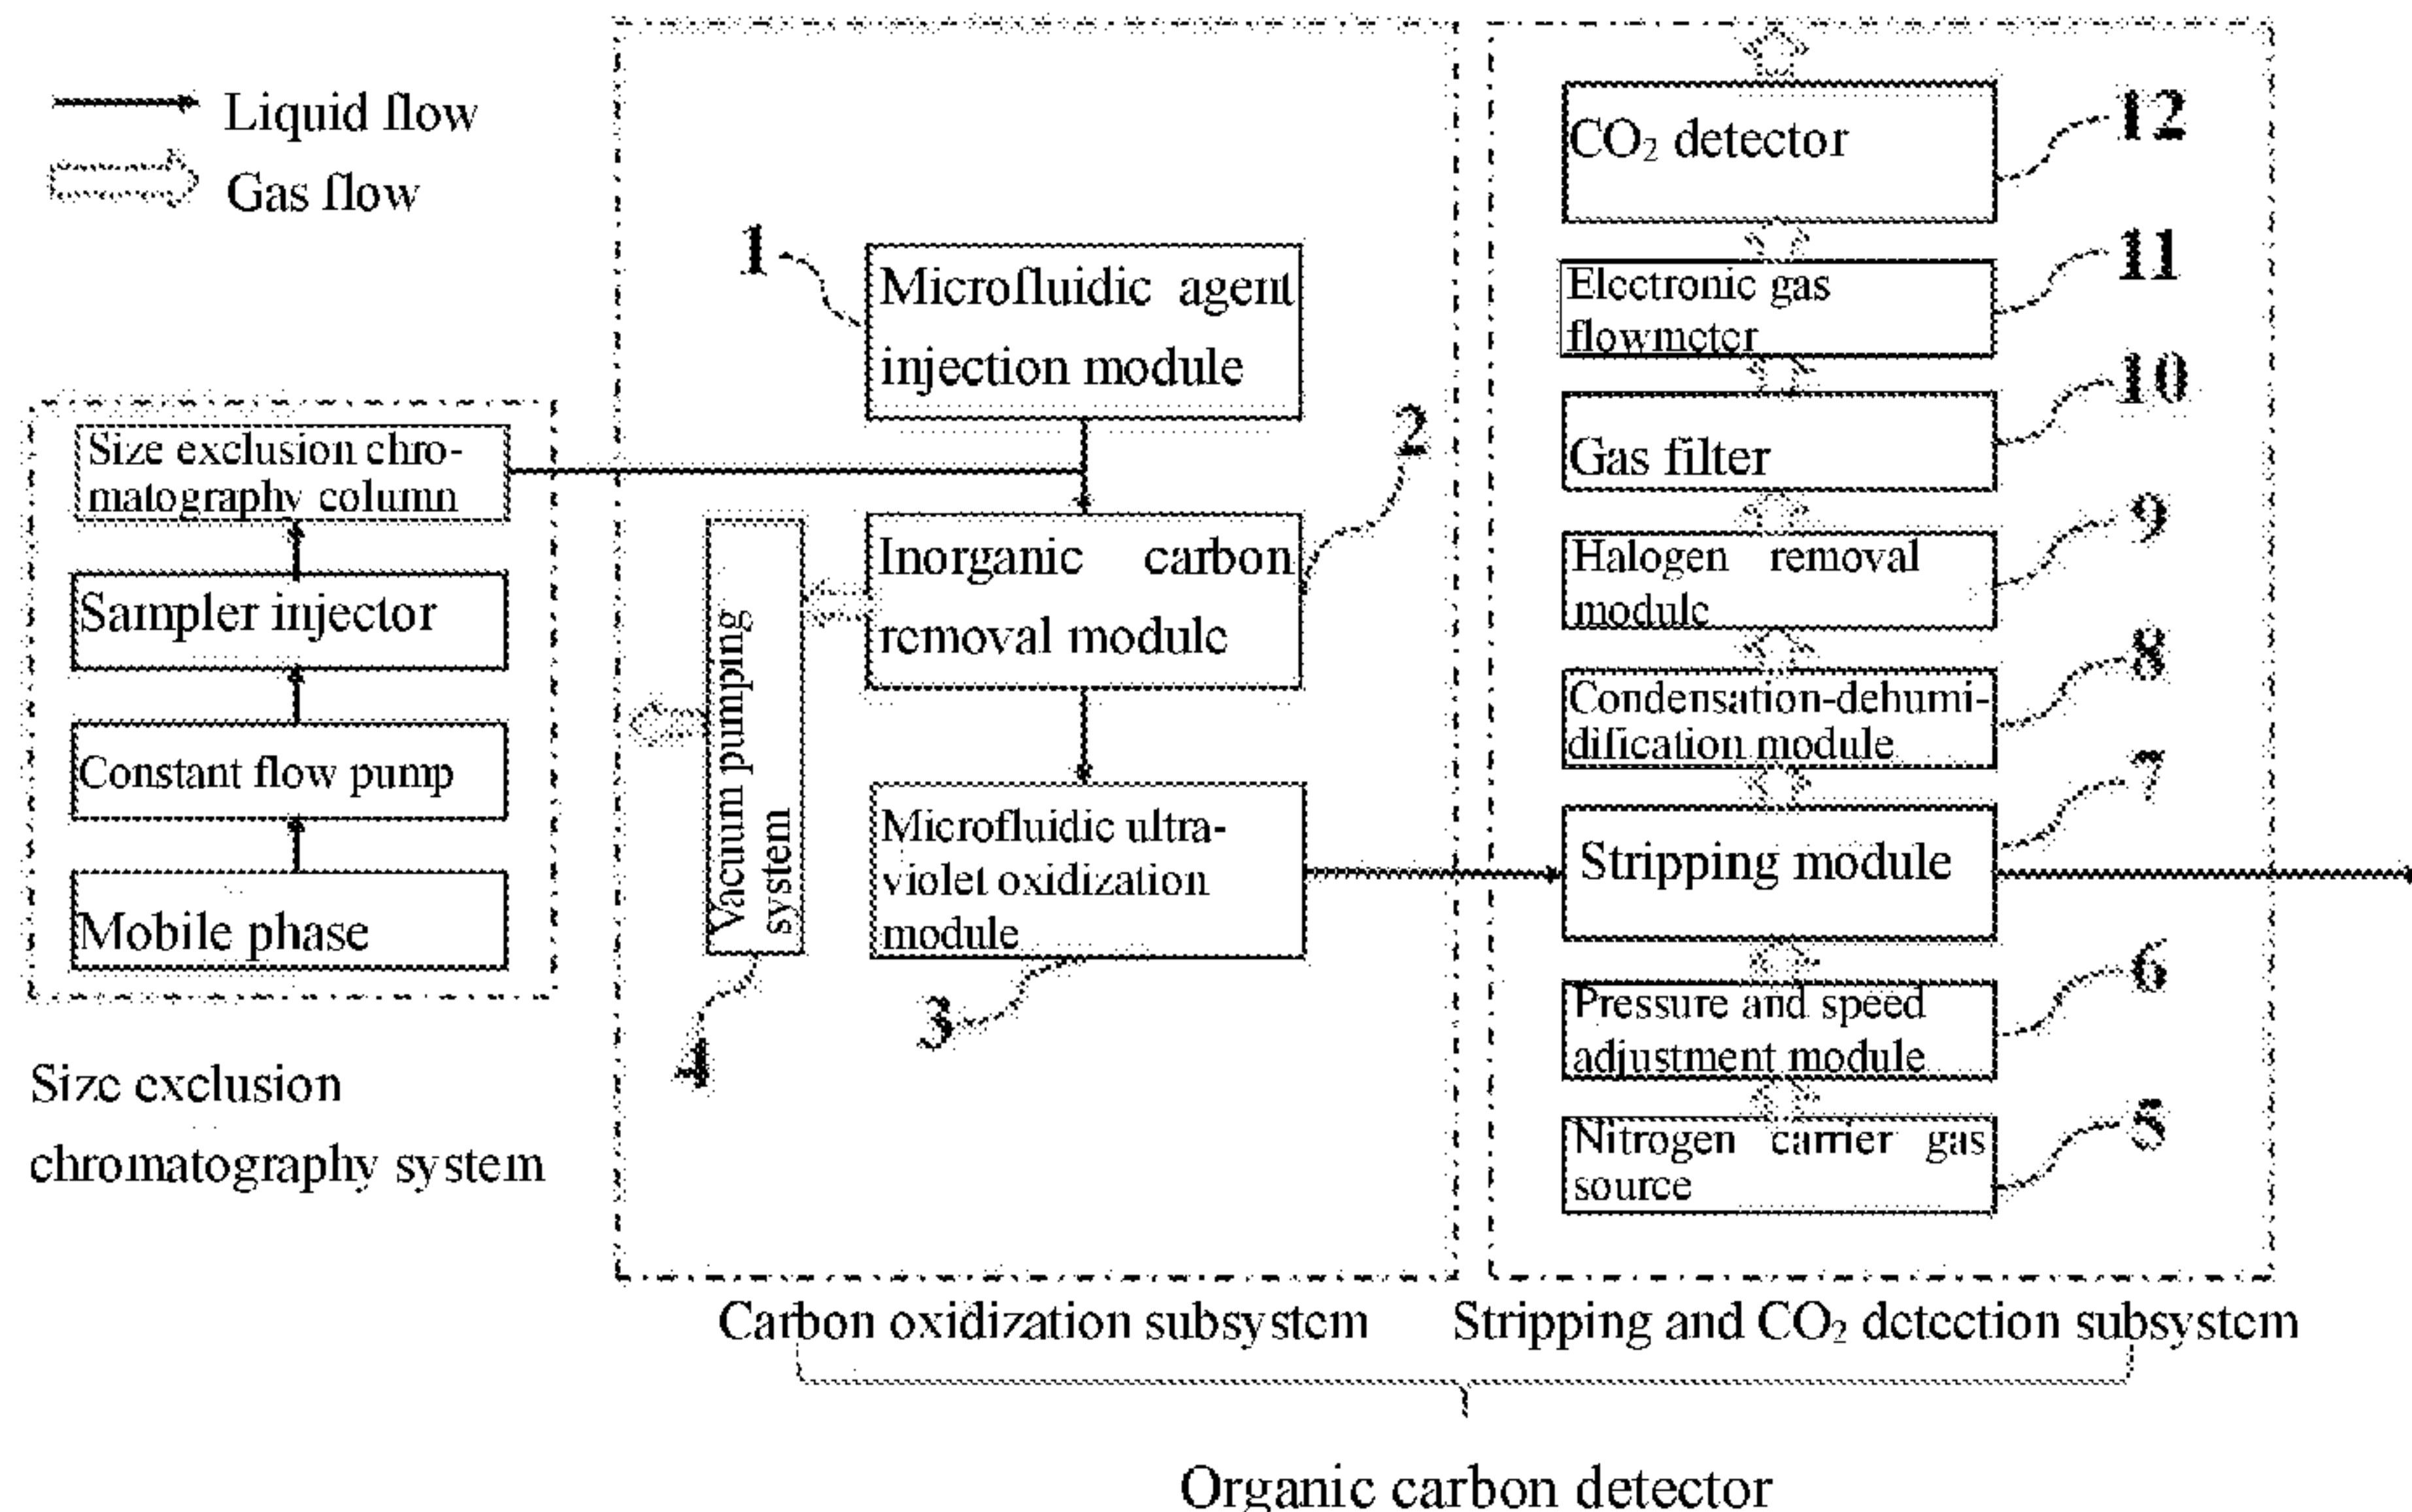 Liquid flow
Gas flow
Size exclusion chro-
matography column
Sampler injector
Constant flow pump
Mobile phase
Size exclusion
chromatography system
1
Microfluidic agent
injection module
2
Inorganic carbon
removal module
Vacuum pumping
system
4
Microfluidic ultra-
violet oxidization
module
3
Carbon oxidization subsystem
CO₂ detector
12
Electronic gas
flowmeter
11
Gas filter
10
Halogen removal
module
9
Condensation-dehumi-
dification module
8
Stripping module
7
Pressure and speed
adjustment module
6
Nitrogen carrier gas
source
5
Stripping and CO₂ detection subsystem
Organic carbon detector